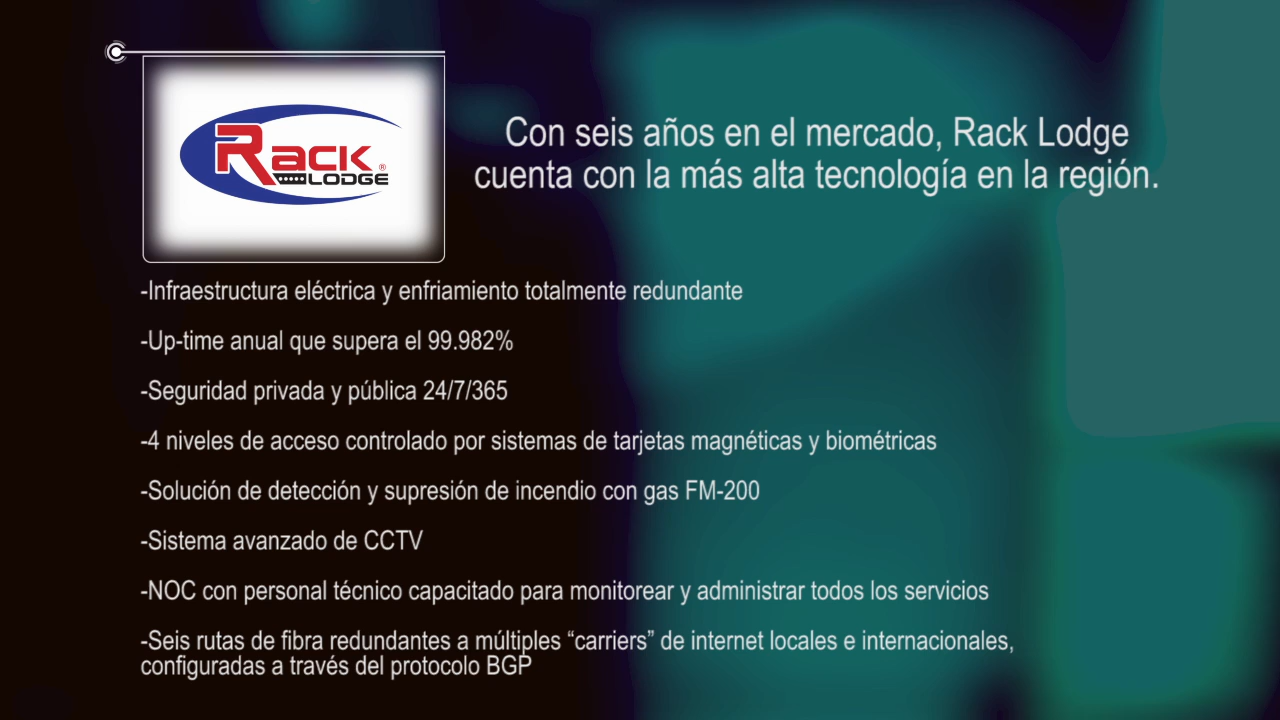 Rack®
LODGE
Con seis años en el mercado, Rack Lodge
cuenta con la más alta tecnología en la región.
-Infraestructura eléctrica y enfriamiento totalmente redundante
-Up-time anual que supera el 99.982%
-Seguridad privada y pública 24/7/365
-4 niveles de acceso controlado por sistemas de tarjetas magnéticas y biométricas
-Solución de detección y supresión de incendio con gas FM-200
-Sistema avanzado de CCTV
-NOC con personal técnico capacitado para monitorear y administrar todos los servicios
-Seis rutas de fibra redundantes a múltiples “carriers” de internet locales e internacionales,
configuradas a través del protocolo BGP